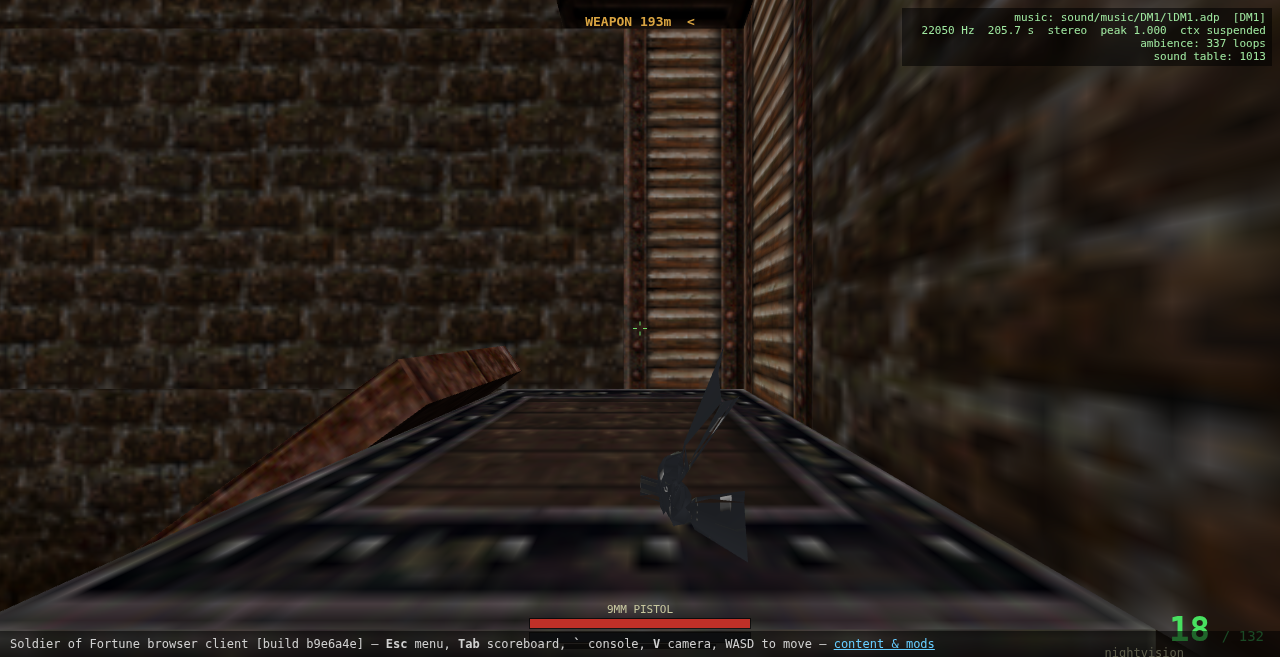 WEAPON 193m <
music: sound/music/DM1/lDM1.adp [DM1]
22050 Hz 205.7 s stereo peak 1.000 ctx suspended
ambience: 337 loops
sound table: 1013
9MM PISTOL
18 / 132
Soldier of Fortune browser client [build b9e6a4e] — Esc menu, Tab scoreboard, ` console, V camera, WASD to move — content & mods
nightvision